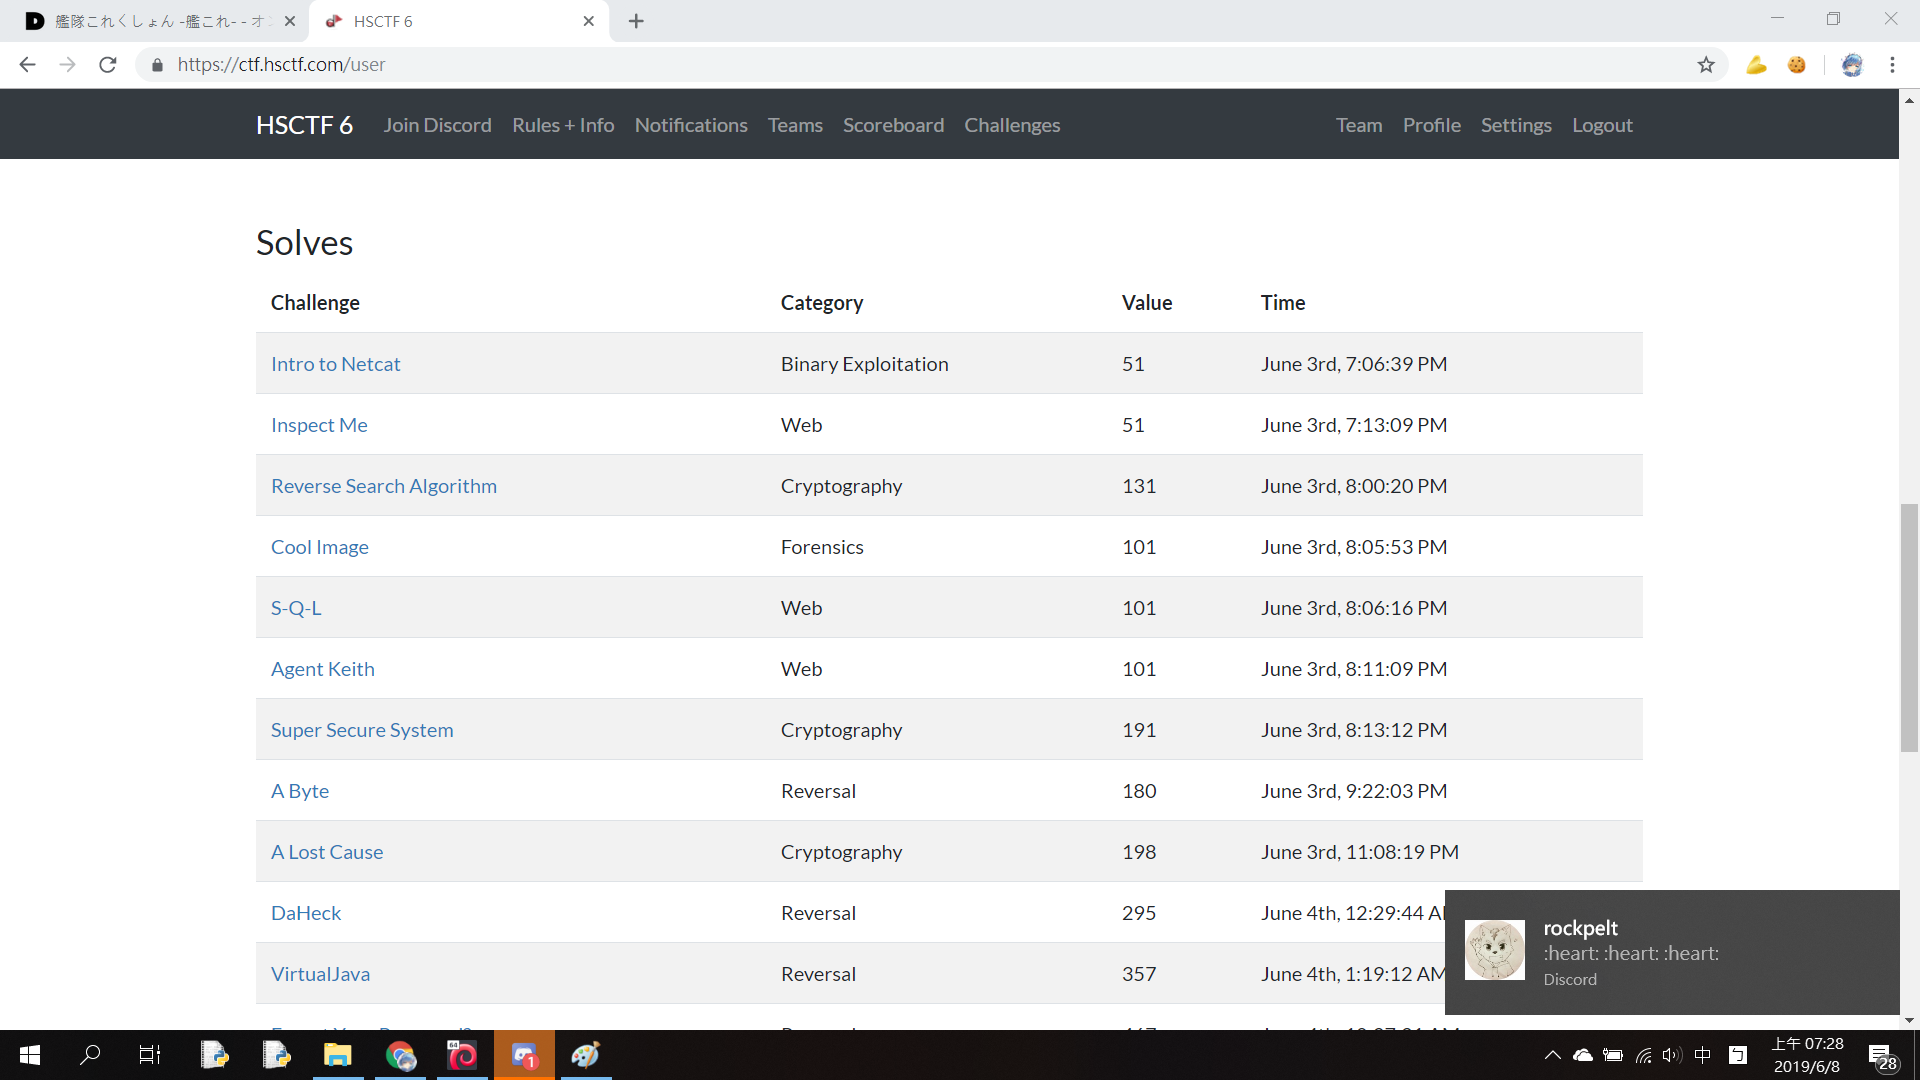 艦隊これくしょん -艦これ- - オン
HSCTF 6
https://ctf.hsctf.com/user
HSCTF 6 Join Discord Rules + Info Notifications Teams Scoreboard Challenges Team Profile Settings Logout
Solves
Challenge Category Value Time
Intro to Netcat Binary Exploitation 51 June 3rd, 7:06:39 PM
Inspect Me Web 51 June 3rd, 7:13:09 PM
Reverse Search Algorithm Cryptography 131 June 3rd, 8:00:20 PM
Cool Image Forensics 101 June 3rd, 8:05:53 PM
S-Q-L Web 101 June 3rd, 8:06:16 PM
Agent Keith Web 101 June 3rd, 8:11:09 PM
Super Secure System Cryptography 191 June 3rd, 8:13:12 PM
A Byte Reversal 180 June 3rd, 9:22:03 PM
A Lost Cause Cryptography 198 June 3rd, 11:08:19 PM
DaHeck Reversal 295 June 4th, 12:29:44 A
VirtualJava Reversal 357 June 4th, 1:19:12 AM
rockpelt
:heart: :heart: :heart:
Discord
64
1
中
上午 07:28
2019/6/8
28